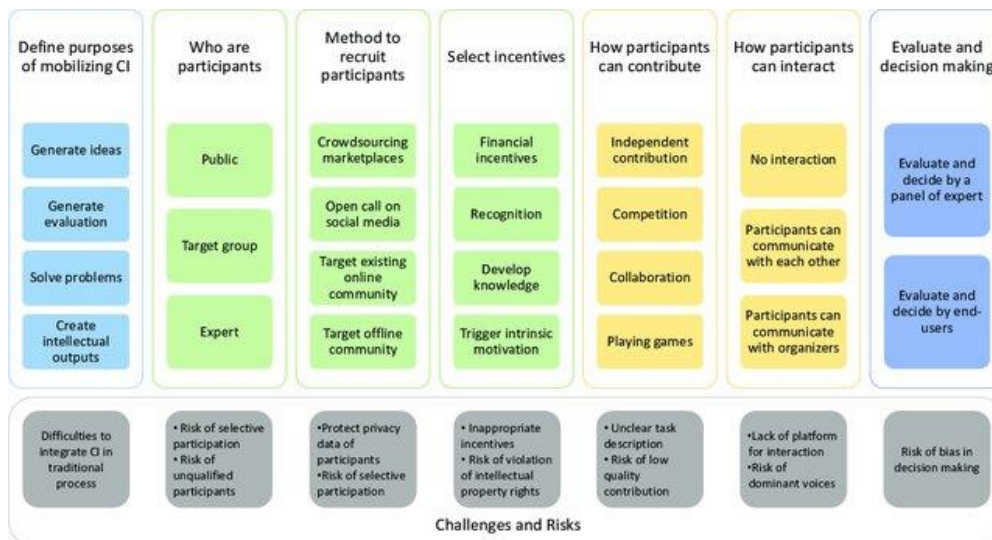 Define purposes
of mobilizing CI
Generate ideas
Generate
evaluation
Solve problems
Create
intellectual
outputs
Who are
participants
Public
Target group
Expert
Method to
recruit
participants
Crowdsourcing
marketplaces
Open call on
social media
Target existing
online
community
Target offline
community
Select incentives
Financial
incentives
Recognition
Develop
knowledge
Trigger intrinsic
motivation
How participants
can contribute
Independent
contribution
Competition
Collaboration
Playing games
How participants
can interact
No interaction
Participants can
communicate
with each other
Participants can
communicate
with organizers
Evaluate and
decision making
Evaluate and
decide by a
panel of expert
Evaluate and
decide by end-
users
Difficulties to
integrate CI in
traditional
process
• Risk of selective
participation
• Risk of
unqualified
participants
•Protect privacy
data of
participants
•Risk of selective
participation
• Inappropriate
incentives
• Risk of violation
of intellectual
property rights
• Unclear task
description
• Risk of low
quality
contribution
•Lack of platform
for interaction
•Risk of
dominant voices
Risk of bias in
decision making
Challenges and Risks